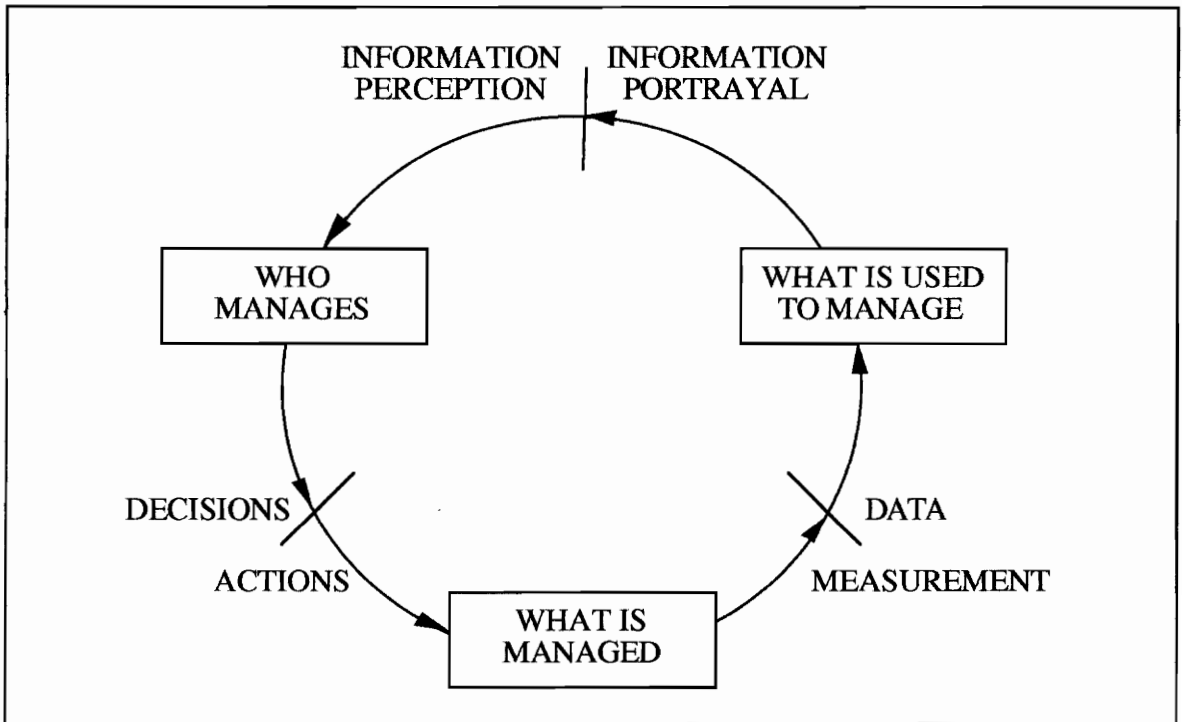 INFORMATION
PERCEPTION
INFORMATION
PORTRAYAL
WHO
MANAGES
WHAT IS USED
TO MANAGE
DECISIONS
DATA
ACTIONS
MEASUREMENT
WHAT IS
MANAGED